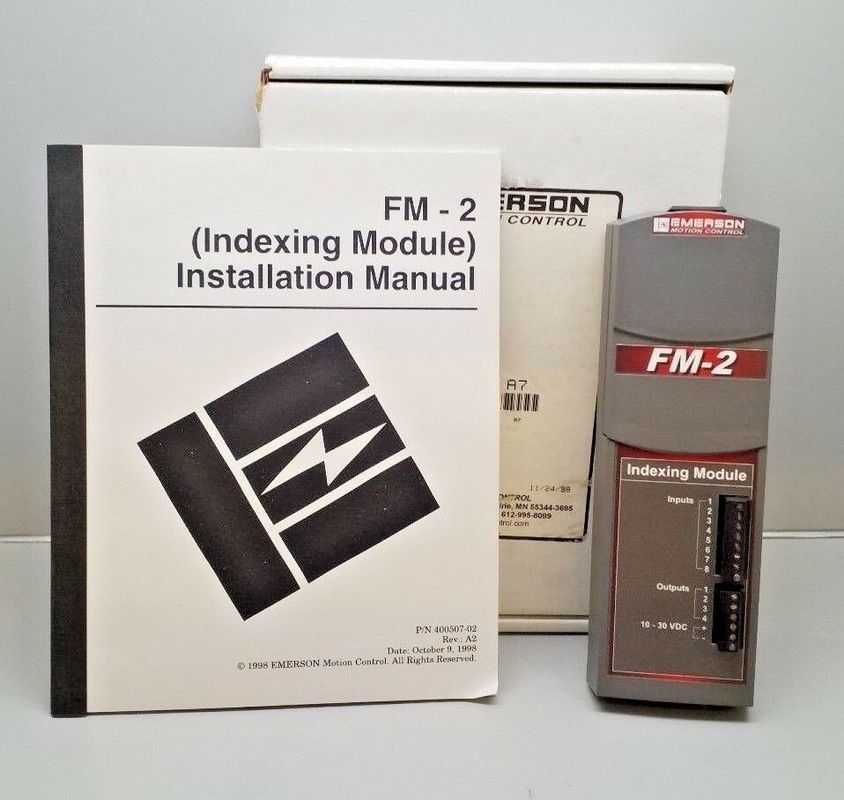 FM - 2
(Indexing Module)
Installation Manual
P/N 400507-02
Rev.: A2
Date: October 9, 1998
© 1998 EMERSON Motion Control. All Rights Reserved.
ERSON
CONTROL
A7
A7
11/24/98
MN 55344-3695
612-995-8099
EMERSON
MOTION CONTROL
FM-2
Indexing Module
Inputs 1
2
3
4
5
6
7
8
Outputs 1
2
3
4
10 - 30 VDC +
-